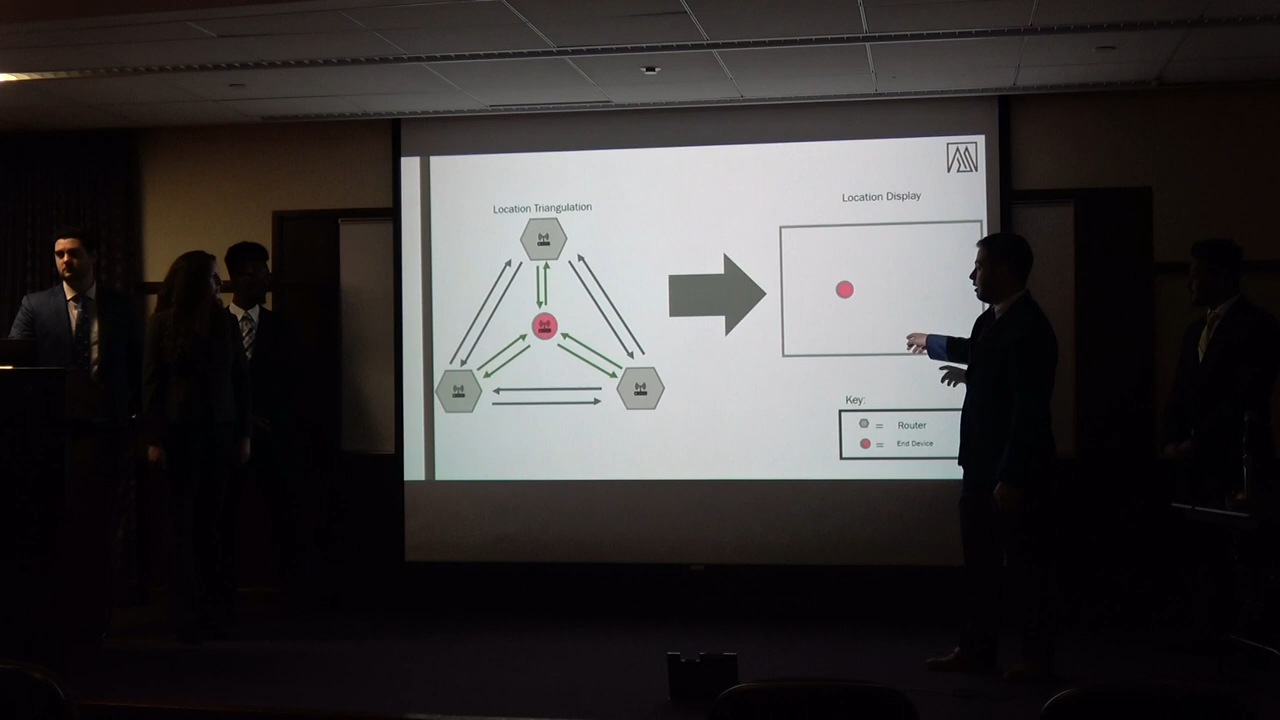 Location Triangulation
Location Display
Key:
= Router
= End Device